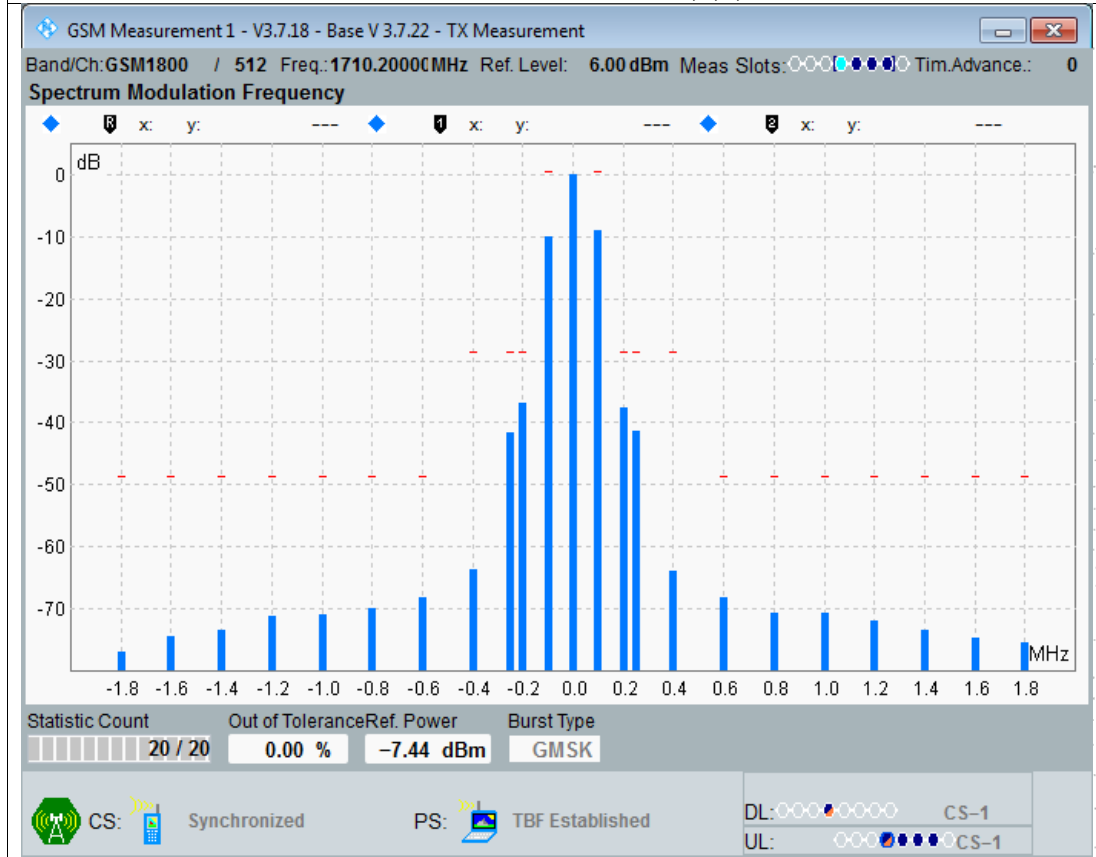 GSM Measurement 1 - V3.7.18 - Base V 3.7.22 - TX Measurement
Band/Ch:GSM1800 / 512 Freq.:1710.20000MHz Ref. Level: 6.00 dBm Meas Slots: Tim.Advance.: 0
Spectrum Modulation Frequency
R x: y: --- 1 x: y: --- 2 x: y: ---
dB
0
-10
-20
-30
-40
-50
-60
-70
MHz
-1.8 -1.6 -1.4 -1.2 -1.0 -0.8 -0.6 -0.4 -0.2 0.0 0.2 0.4 0.6 0.8 1.0 1.2 1.4 1.6 1.8
Statistic Count Out of Tolerance Ref. Power Burst Type
20 / 20 0.00 % −7.44 dBm GMSK
CS: Synchronized PS: TBF Established
DL: CS−1
UL: CS−1